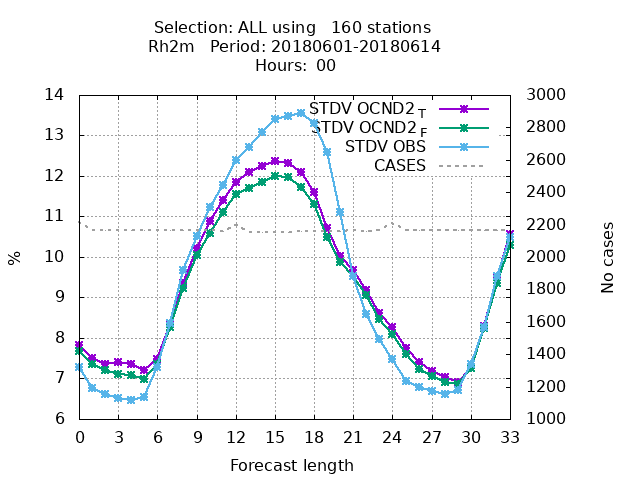 Selection: ALL using   160 stations
Rh2m   Period: 20180601-20180614
Hours:  00
14
13
12
11
10
9
8
7
6
%
3000
2800
2600
2400
2200
2000
1800
1600
1400
1200
1000
No cases
STDV OCND2 T
STDV OCND2 F
STDV OBS
CASES
0 3 6 9 12 15 18 21 24 27 30 33
Forecast length